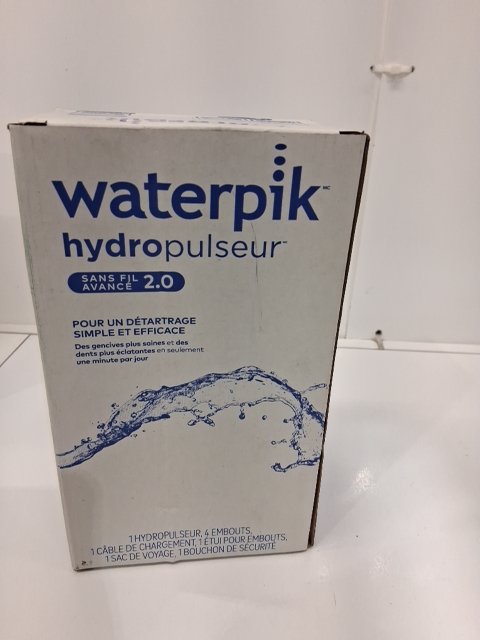 waterpik MC
hydropulseur
SANS FIL
AVANCÉ 2.0
POUR UN DÉTARTRAGE
SIMPLE ET EFFICACE
Des gencives plus saines et des
dents plus éclatantes en seulement
une minute par jour
1 HYDROPULSEUR, 4 EMBOUTS,
1 CÂBLE DE CHARGEMENT, 1 ÉTUI POUR EMBOUTS,
1 SAC DE VOYAGE, 1 BOUCHON DE SÉCURITÉ